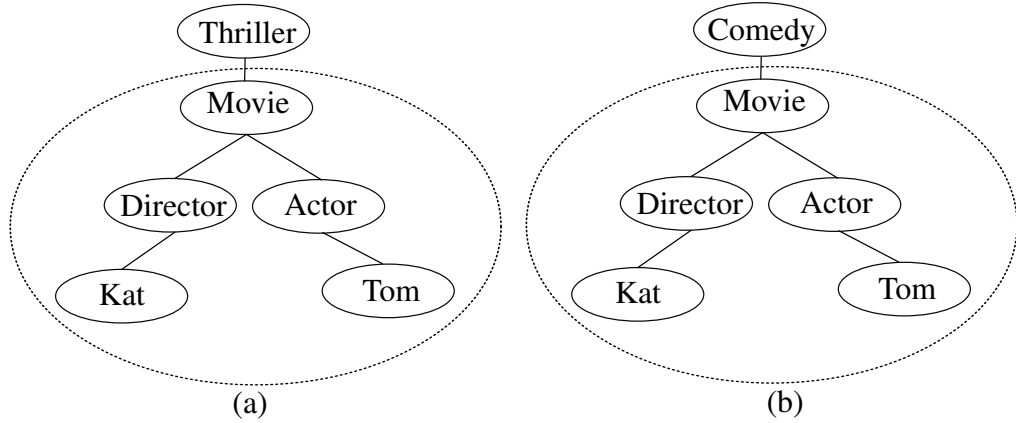 Thriller
Movie
Director
Actor
Kat
Tom
(a)
Comedy
Movie
Director
Actor
Kat
Tom
(b)